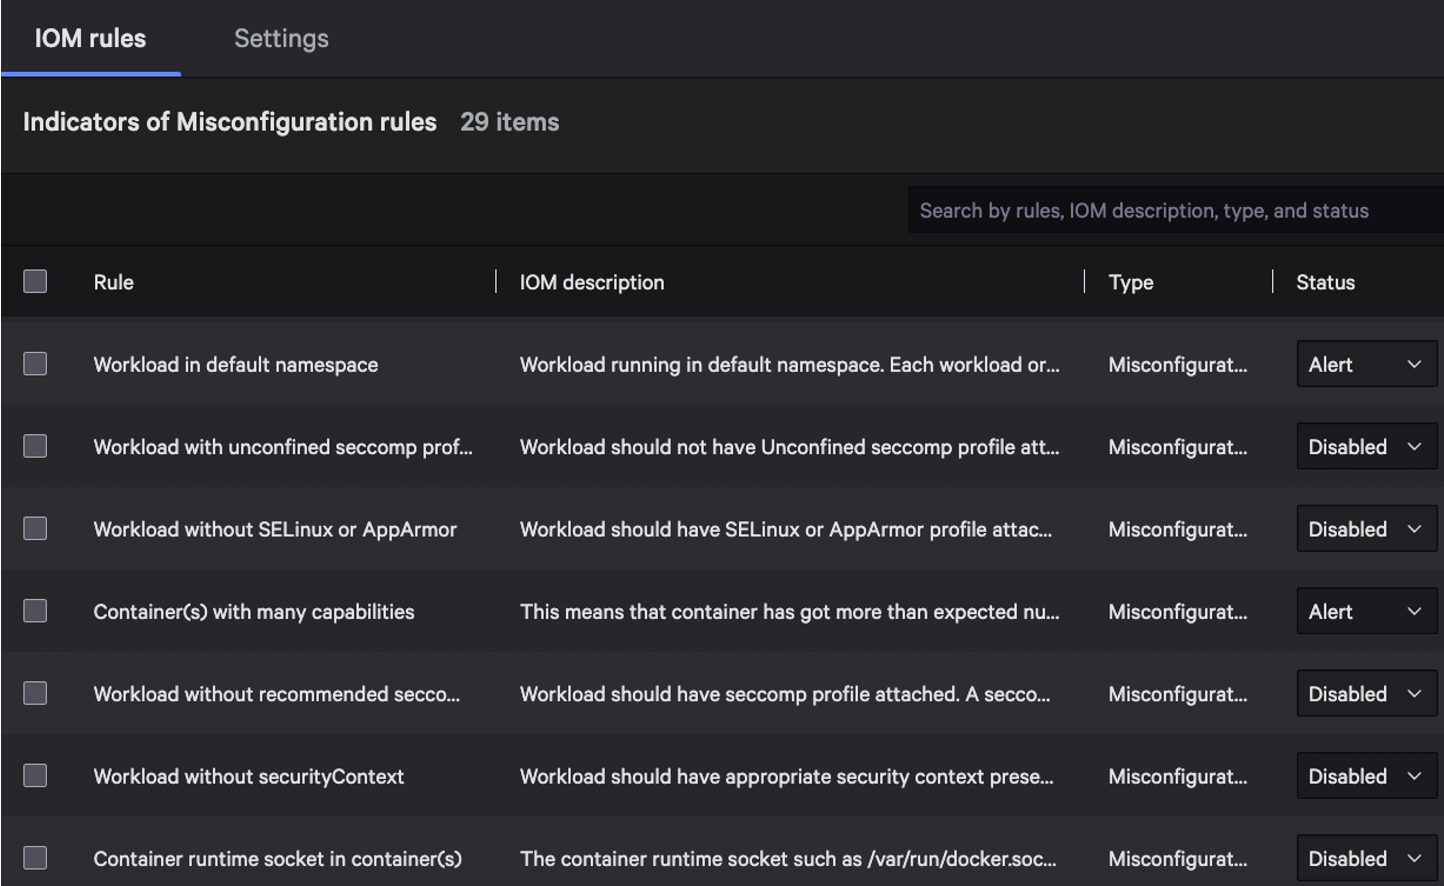 IOM rules Settings
Indicators of Misconfiguration rules 29 items
Search by rules, IOM description, type, and status
Rule IOM description Type Status
Workload in default namespace Workload running in default namespace. Each workload or... Misconfigurat... Alert
Workload with unconfined seccomp prof... Workload should not have Unconfined seccomp profile att... Misconfigurat... Disabled
Workload without SELinux or AppArmor Workload should have SELinux or AppArmor profile attac... Misconfigurat... Disabled
Container(s) with many capabilities This means that container has got more than expected nu... Misconfigurat... Alert
Workload without recommended secco... Workload should have seccomp profile attached. A secco... Misconfigurat... Disabled
Workload without securityContext Workload should have appropriate security context prese... Misconfigurat... Disabled
Container runtime socket in container(s) The container runtime socket such as /var/run/docker.soc... Misconfigurat... Disabled